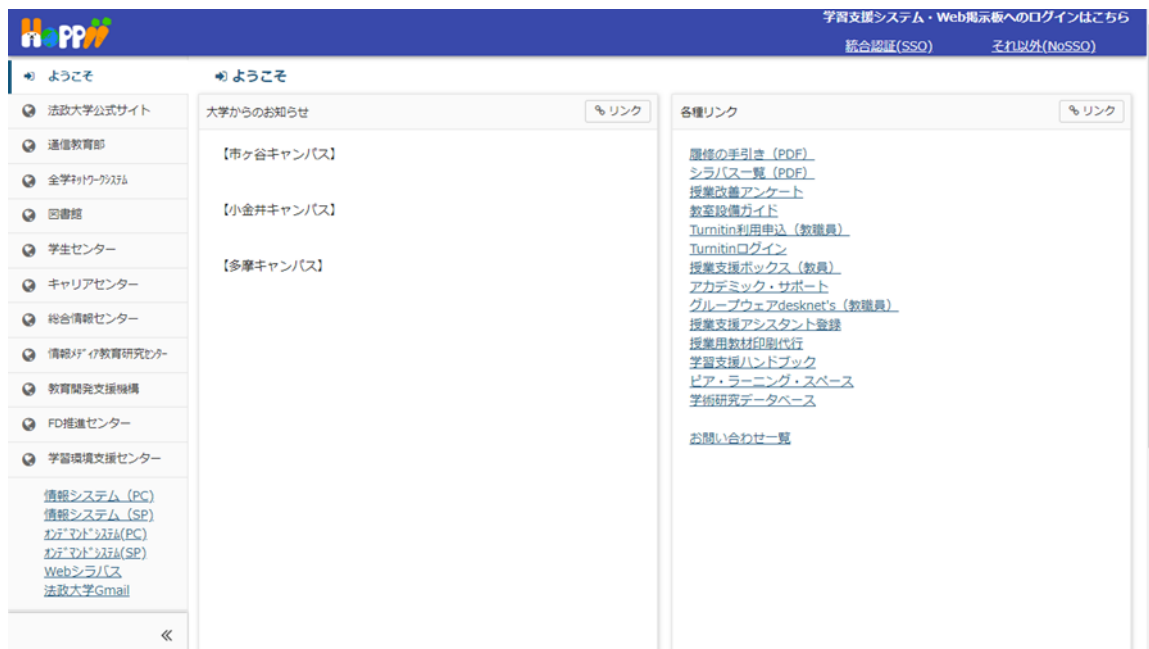 HoPPii
学習支援システム・Web掲示板へのログインはこちら
統合認証(SSO)
それ以外(NoSSO)
ようこそ
法政大学公式サイト
通信教育部
全学ﾈｯﾄﾜｰｸｼｽﾃﾑ
図書館
学生センター
キャリアセンター
総合情報センター
情報ﾒﾃﾞｨｱ教育研究ｾﾝﾀｰ
教育開発支援機構
FD推進センター
学習環境支援センター
情報システム（PC)
情報システム（SP)
ｵﾝﾃﾞﾏﾝﾄﾞｼｽﾃﾑ(PC)
ｵﾝﾃﾞﾏﾝﾄﾞｼｽﾃﾑ(SP)
Webシラバス
法政大学Gmail
ようこそ
大学からのお知らせ
リンク
【市ヶ谷キャンパス】
【小金井キャンパス】
【多摩キャンパス】
各種リンク
リンク
履修の手引き（PDF）
シラバス一覧（PDF）
授業改善アンケート
教室設備ガイド
Turnitin利用申込（教職員）
Turnitinログイン
授業支援ボックス（教員）
アカデミック・サポート
グループウェアdesknet's（教職員）
授業支援アシスタント登録
授業用教材印刷代行
学習支援ハンドブック
ピア・ラーニング・スペース
学術研究データベース
お問い合わせ一覧